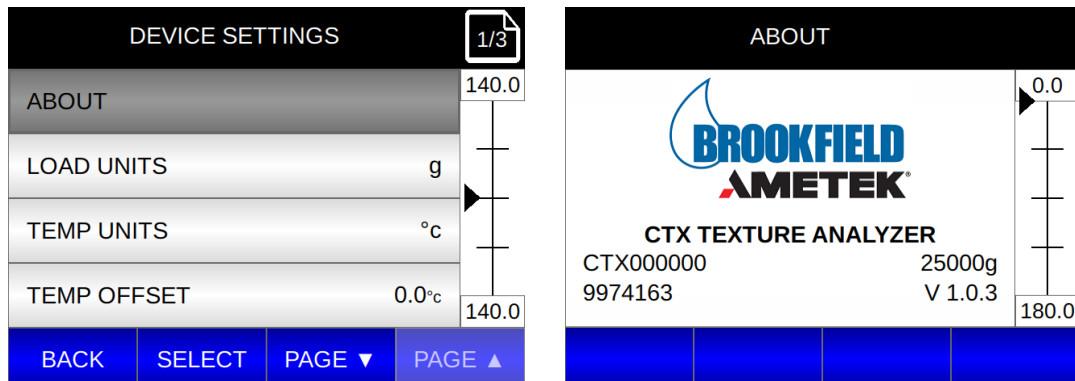 DEVICE SETTINGS
1/3
140.0
ABOUT
LOAD UNITS g
TEMP UNITS °c
TEMP OFFSET 0.0°c
140.0
BACK SELECT PAGE ▼ PAGE ▲
ABOUT
0.0
BROOKFIELD
AMETEK®
CTX TEXTURE ANALYZER
CTX000000 25000g
9974163 V 1.0.3
180.0